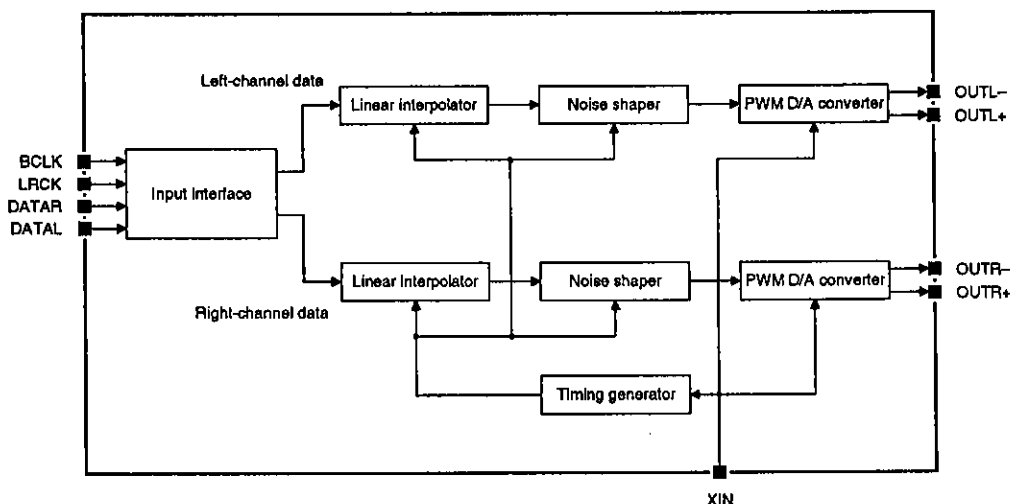 Left-channel data
Linear interpolator
Noise shaper
PWM D/A converter
OUTL–
OUTL+
BCLK
LRCK
DATAR
DATAL
Input interface
Linear interpolator
Noise shaper
PWM D/A converter
OUTR–
OUTR+
Right-channel data
Timing generator
XIN